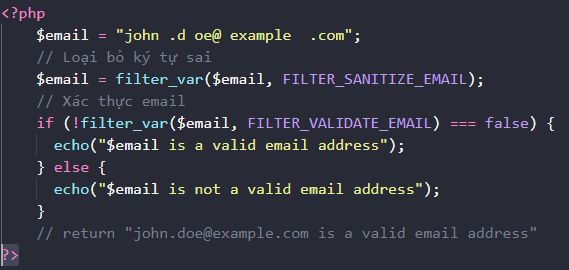 <?php
$email = "john .d oe@ example  .com";
// Loại bỏ ký tự sai
$email = filter_var($email, FILTER_SANITIZE_EMAIL);
// Xác thực email
if (!filter_var($email, FILTER_VALIDATE_EMAIL) === false) {
echo("$email is a valid email address");
} else {
echo("$email is not a valid email address");
}
// return "john.doe@example.com is a valid email address"
?>